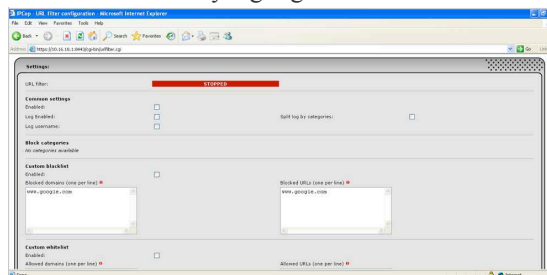 IPCop - URL filter configuration - Microsoft Internet Explorer
File Edit View Favorites Tools Help
Back Search Favorites
Address https://10.16.10.1:8443/cgi-bin/urlfilter.cgi Go
Settings:
URL filter: STOPPED
Common settings
Enabled:
Log Enabled: Split log by categories:
Log username:
Block categories
No categories available
Custom blacklist
Enabled:
Blocked domains (one per line) Blocked URLs (one per line)
www.google.com www.google.com
Custom whitelist
Enabled:
Allowed domains (one per line) Allowed URLs (one per line)
Internet